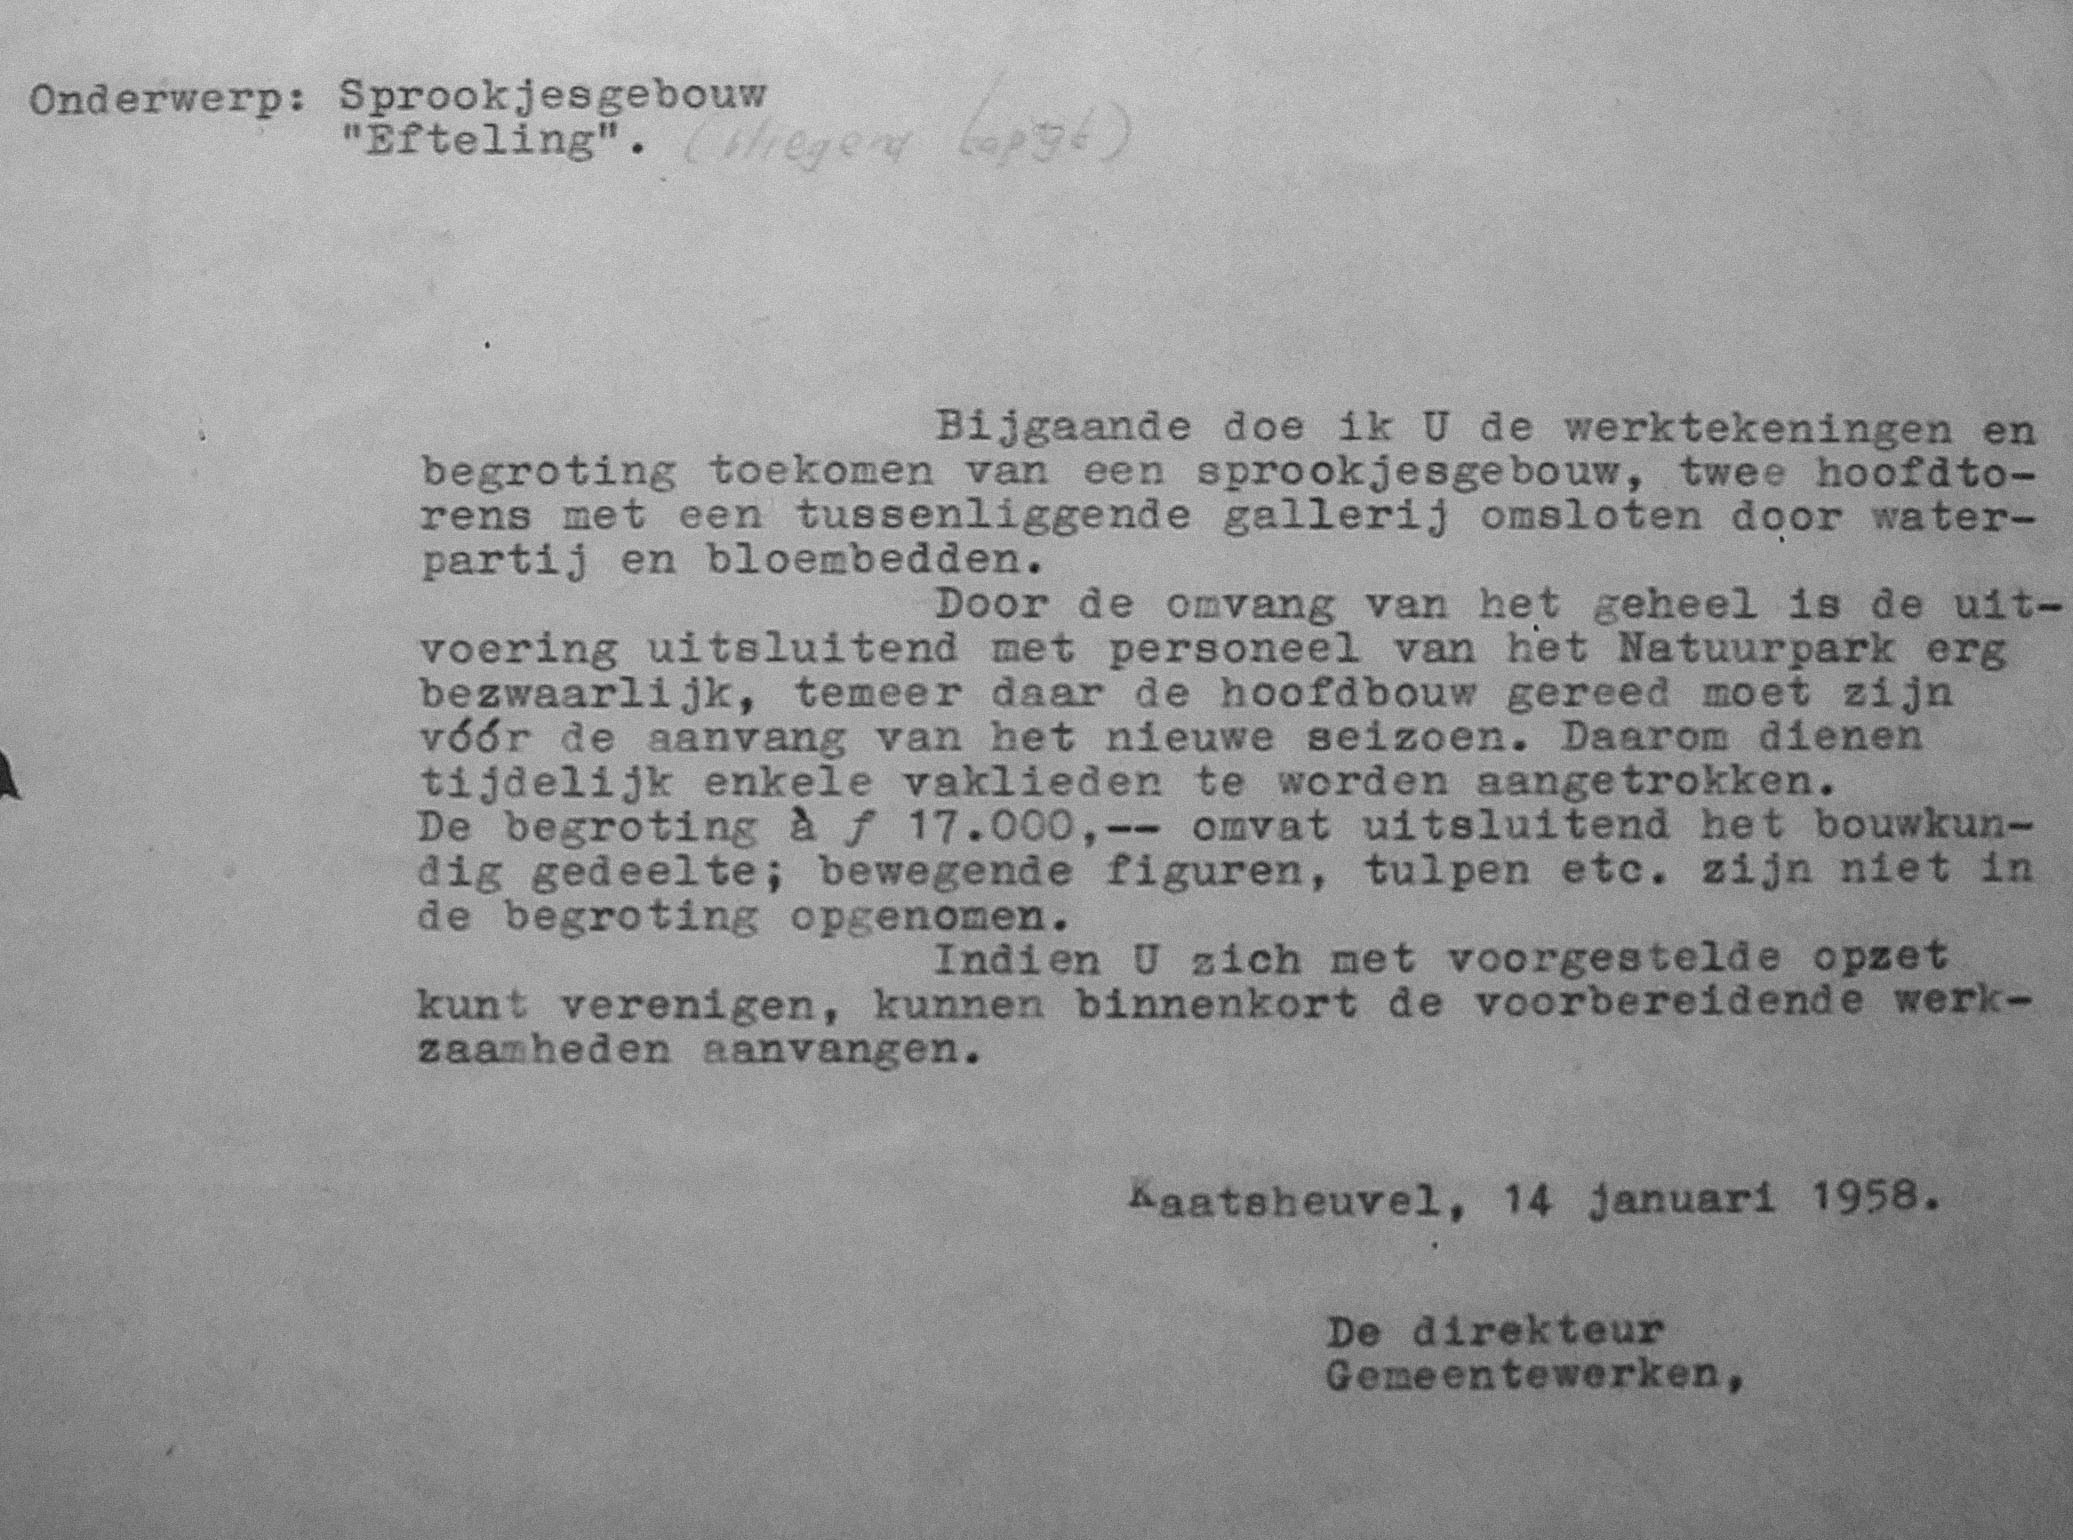 Onderwerp: Sprookjesgebouw
"Efteling". (vliegend tapijt)
Bijgaande doe ik U de werktekeningen en
begroting toekomen van een sprookjesgebouw, twee hoofdto-
rens met een tussenliggende gallerij omsloten door water-
partij en bloembedden.
Door de omvang van het geheel is de uit-
voering uitsluitend met personeel van het Natuurpark erg
bezwaarlijk, temeer daar de hoofdbouw gereed moet zijn
vóór de aanvang van het nieuwe seizoen. Daarom dienen
tijdelijk enkele vaklieden te worden aangetrokken.
De begroting à ƒ 17.000,-- omvat uitsluitend het bouwkun-
dig gedeelte; bewegende figuren, tulpen etc. zijn niet in
de begroting opgenomen.
Indien U zich met voorgestelde opzet
kunt verenigen, kunnen binnenkort de voorbereidende werk-
zaamheden aanvangen.
Kaatsheuvel, 14 januari 1958.
De direkteur
Gemeentewerken,